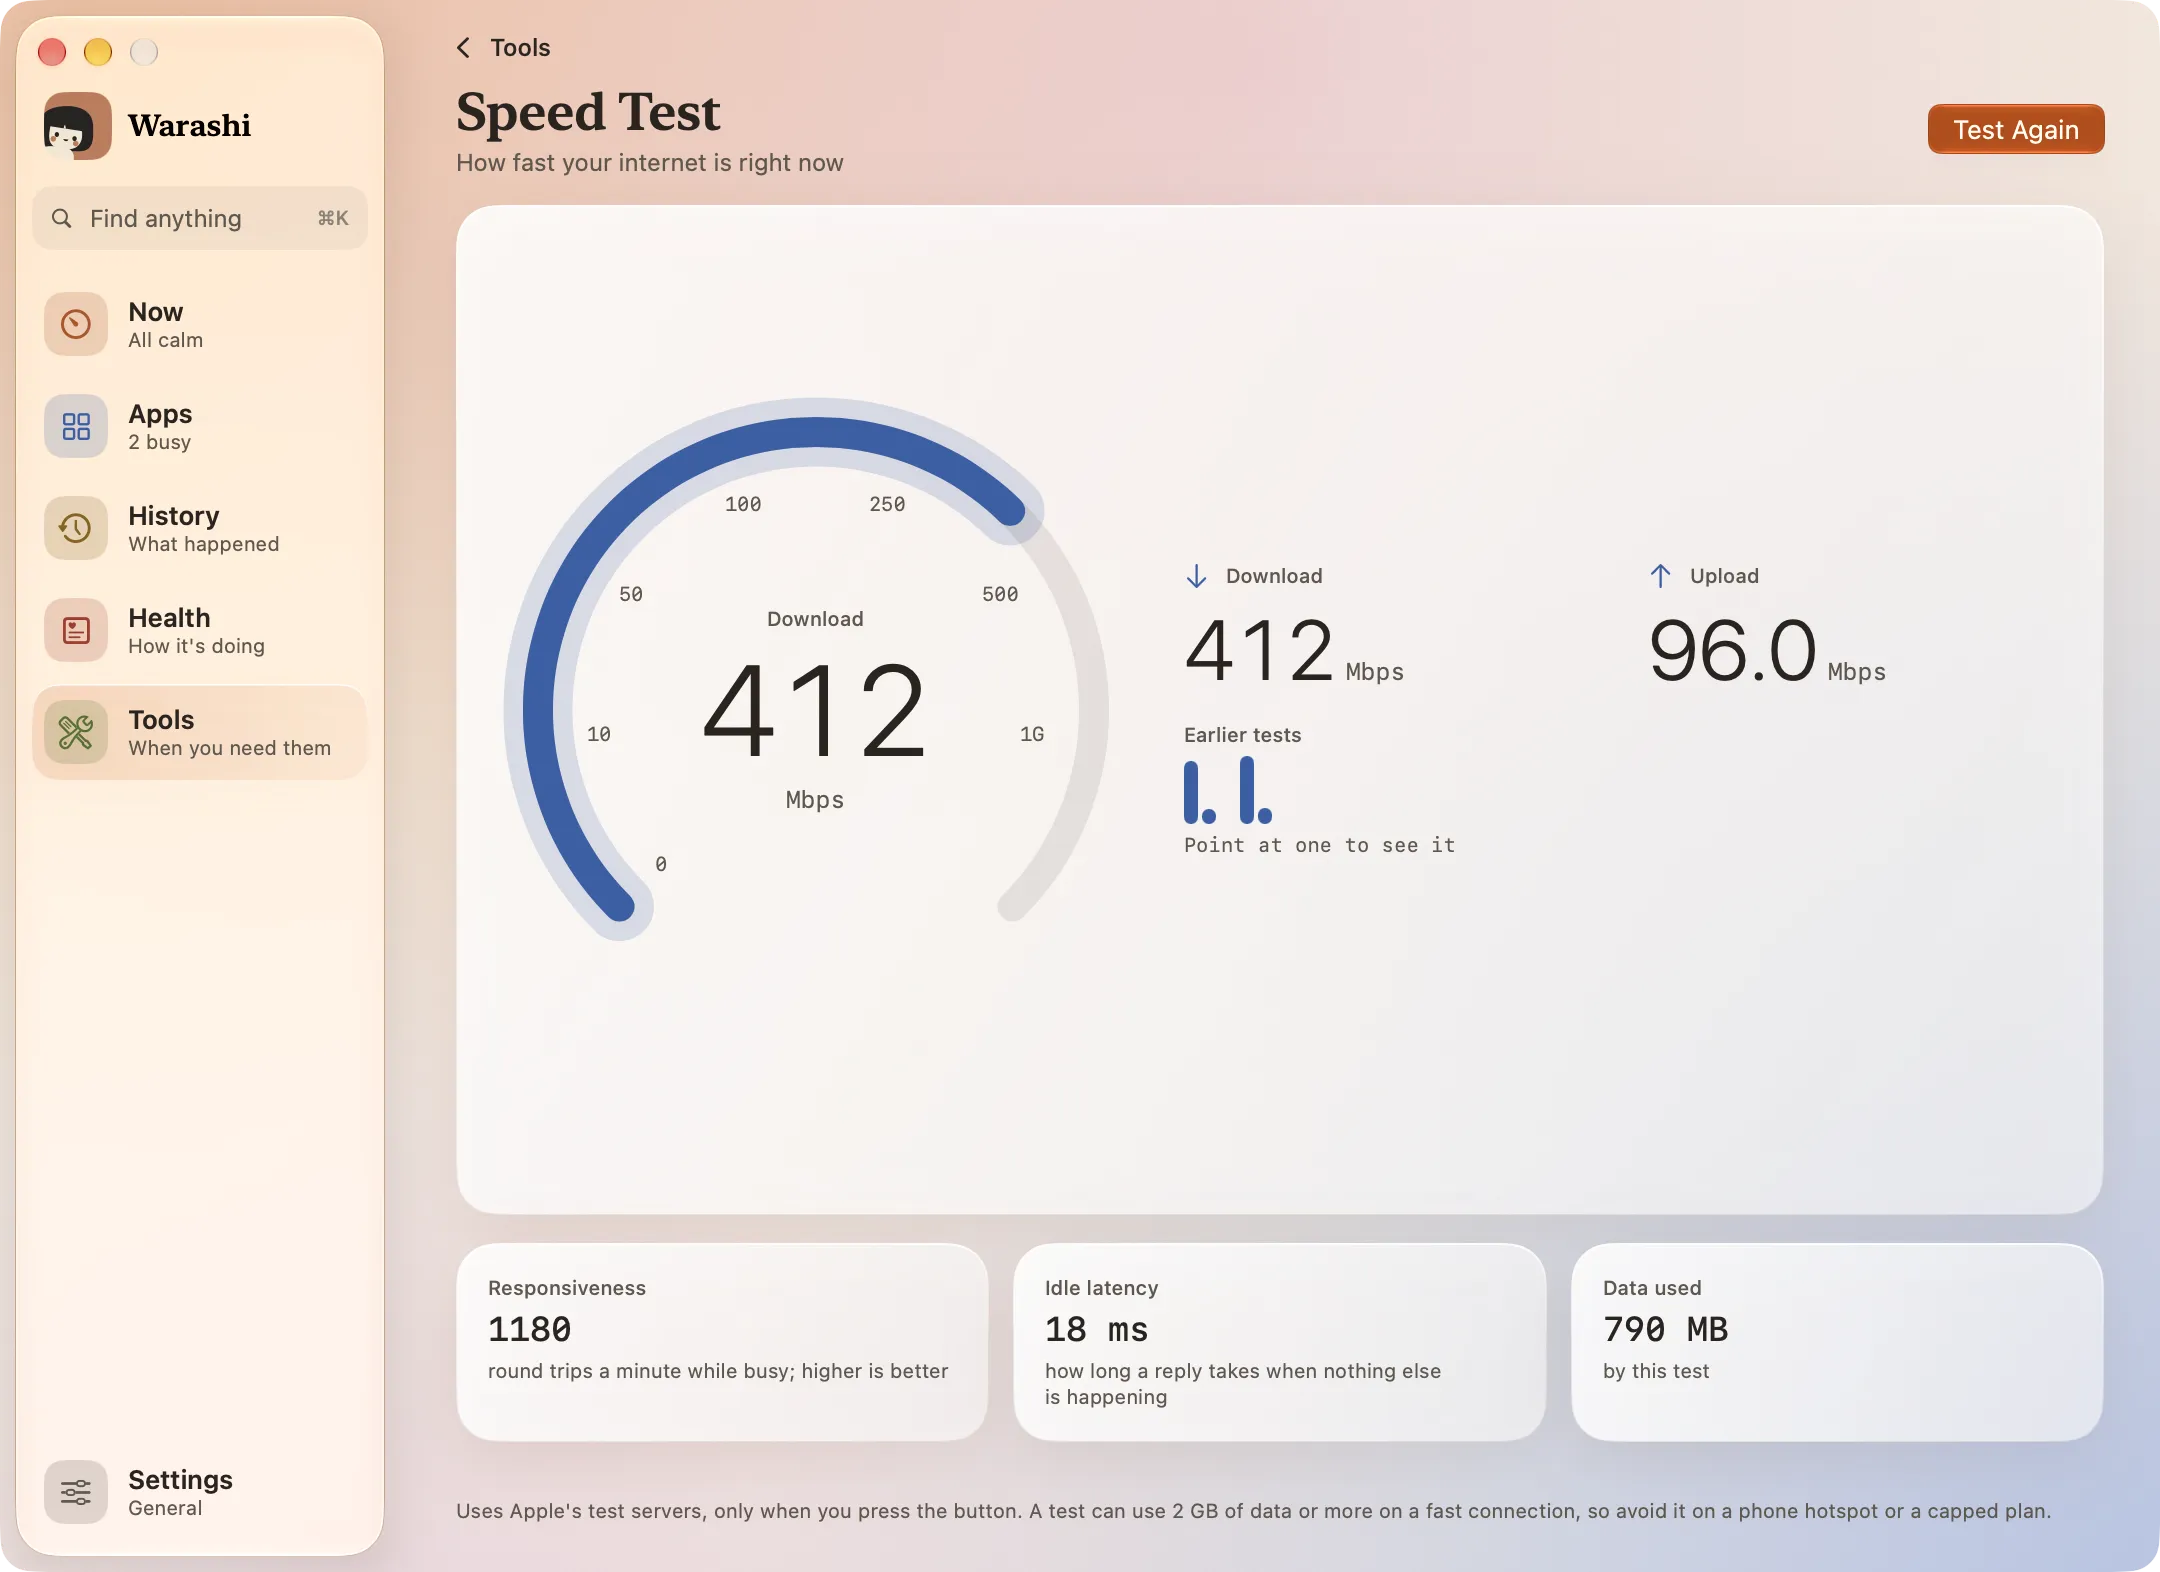 Warashi
Find anything ⌘K
Now
All calm
Apps
2 busy
History
What happened
Health
How it's doing
Tools
When you need them
Settings
General
Tools
Speed Test
How fast your internet is right now
Test Again
0
10
50
100
250
500
1G
Download
412
Mbps
Download
412 Mbps
Upload
96.0 Mbps
Earlier tests
Point at one to see it
Responsiveness
1180
round trips a minute while busy; higher is better
Idle latency
18 ms
how long a reply takes when nothing else
is happening
Data used
790 MB
by this test
Uses Apple's test servers, only when you press the button. A test can use 2 GB of data or more on a fast connection, so avoid it on a phone hotspot or a capped plan.